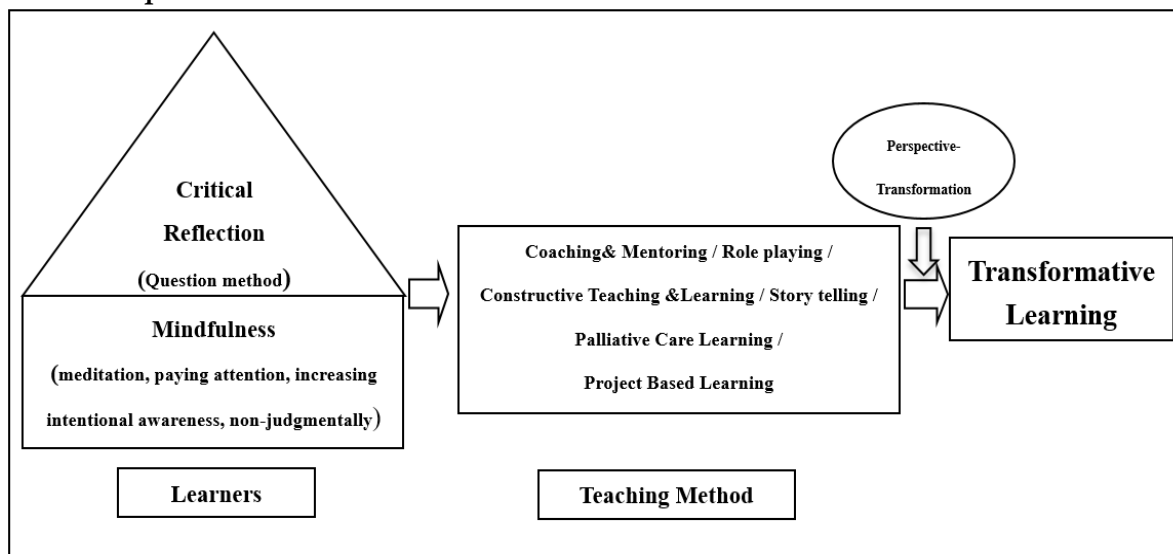 Critical
Reflection
(Question method)
Mindfulness
(meditation, paying attention, increasing
intentional awareness, non-judgmentally)
Learners
Coaching& Mentoring / Role playing /
Constructive Teaching &Learning / Story telling /
Palliative Care Learning /
Project Based Learning
Teaching Method
Perspective-
Transformation
Transformative
Learning